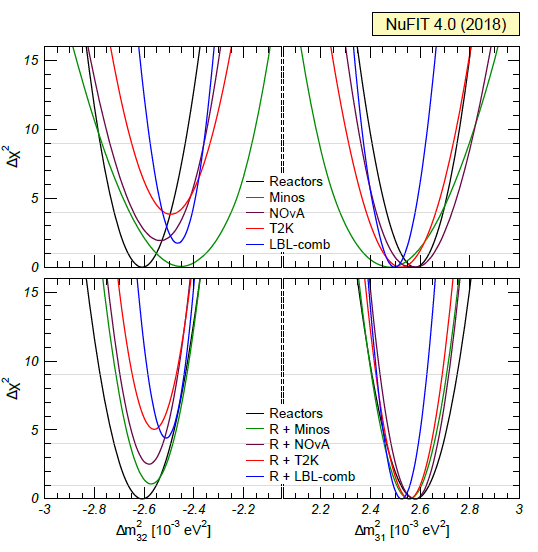 NuFIT 4.0 (2018)
15
10
5
0
Δχ²
Reactors
Minos
NOνA
T2K
LBL-comb
15
10
5
0
Δχ²
Reactors
R + Minos
R + NOνA
R + T2K
R + LBL-comb
-3 -2.8 -2.6 -2.4 -2.2 2.2 2.4 2.6 2.8 3
Δm²₃₂ [10⁻³ eV²] Δm²₃₁ [10⁻³ eV²]